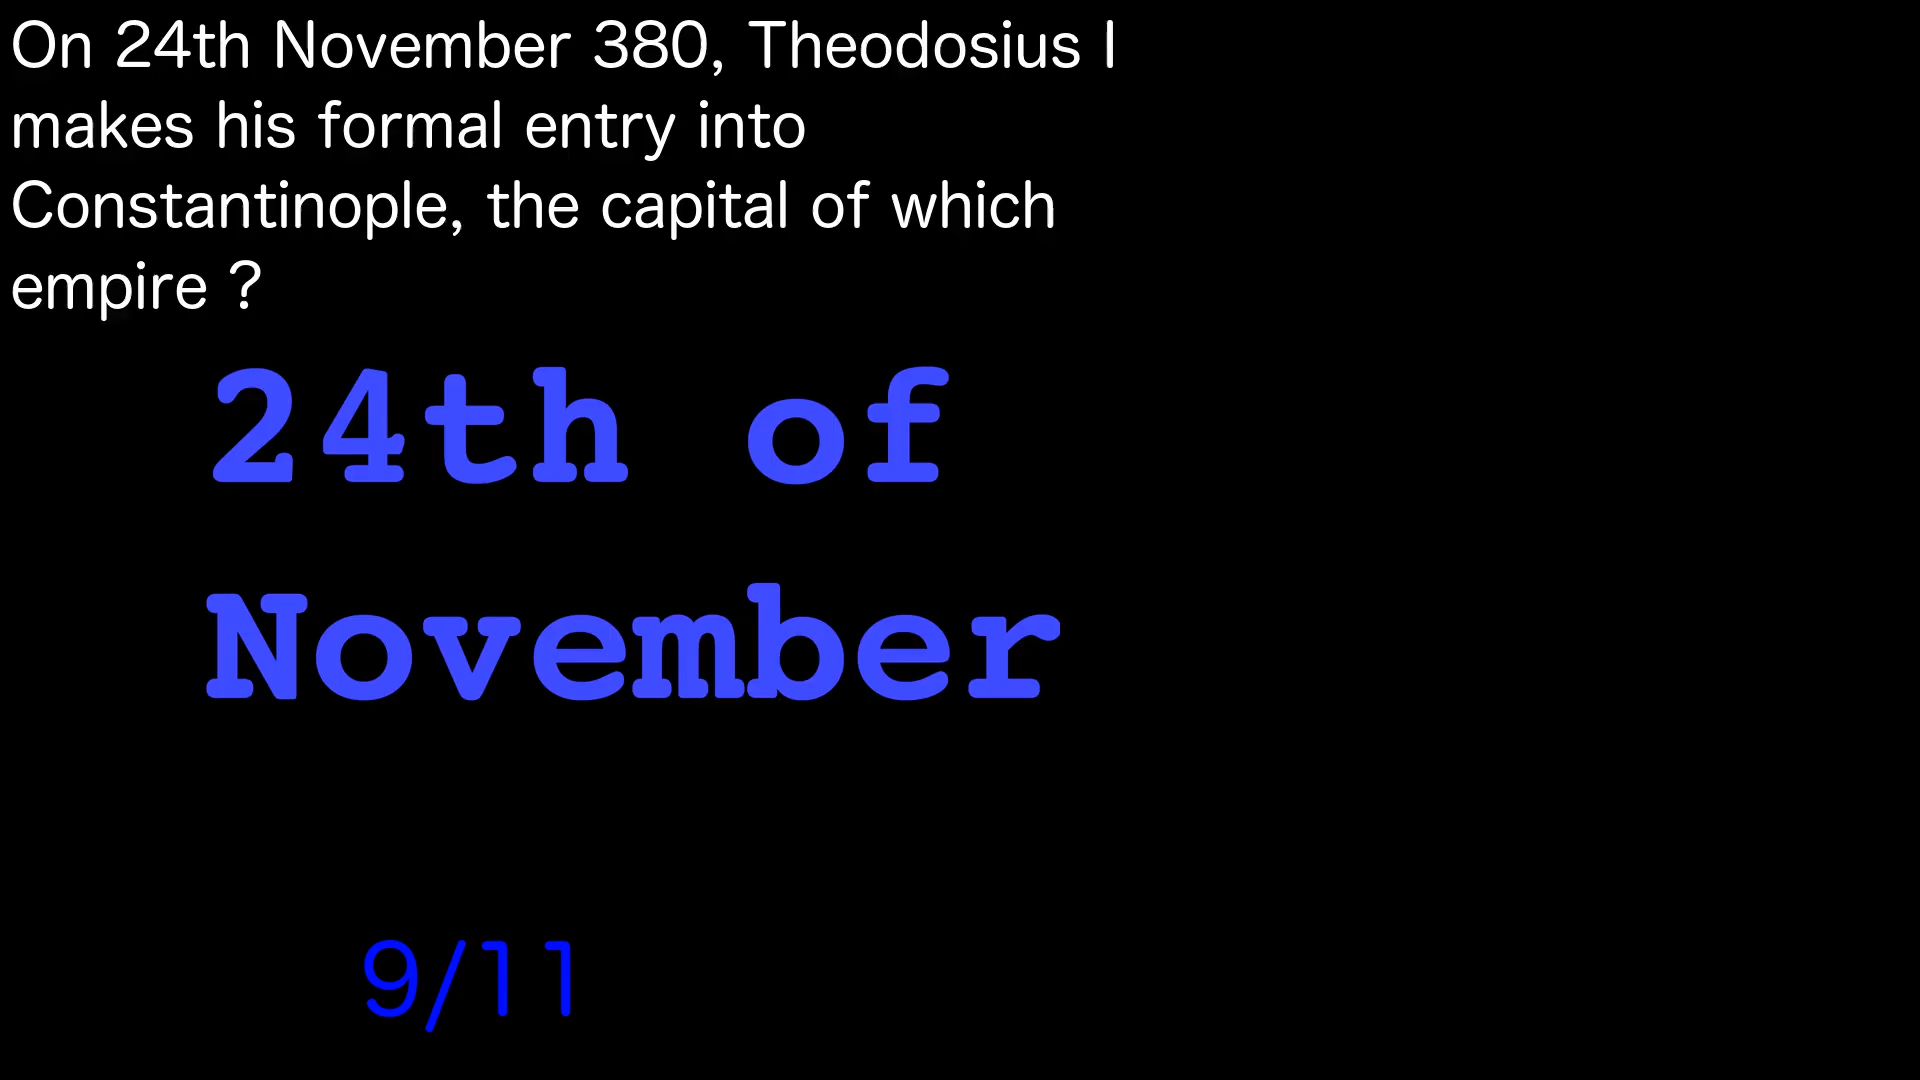 On 24th November 380, Theodosius I
makes his formal entry into
Constantinople, the capital of which
empire ?
24th of
November
9/11